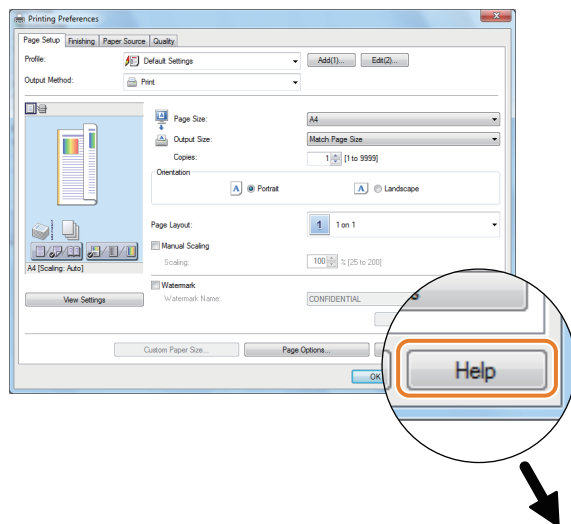 Printing Preferences
Page Setup Finishing Paper Source Quality
Profile: Default Settings Add(1)... Edit(2)...
Output Method: Print
Page Size: A4
Output Size: Match Page Size
Copies: 1 [1 to 9999]
Orientation
A Portrait A Landscape
Page Layout: 1 1 on 1
Manual Scaling
Scaling: 100 % [25 to 200]
A4 [Scaling: Auto]
Watermark
View Settings Watermark Name: CONFIDENTIAL
Custom Paper Size... Page Options...
OK
Help